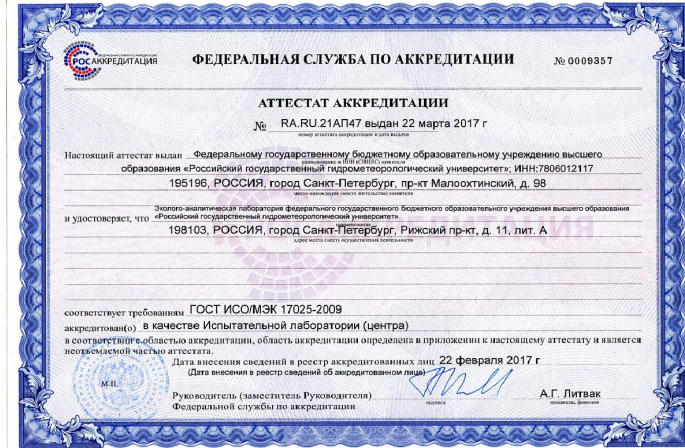 РОСАККРЕДИТАЦИЯ
ФЕДЕРАЛЬНАЯ СЛУЖБА ПО АККРЕДИТАЦИИ № 0009357
АТТЕСТАТ АККРЕДИТАЦИИ
№ RA.RU.21АП47 выдан 22 марта 2017 г
номер аттестата аккредитации и дата выдачи
Настоящий аттестат выдан Федеральному государственному бюджетному образовательному учреждению высшего
образования «Российский государственный гидрометеорологический университет»; ИНН:7806012117
195196, РОССИЯ, город Санкт-Петербург, пр-кт Малоохтинский, д. 98
место нахождения (место жительства) заявителя
Эколого-аналитическая лаборатория федерального государственного бюджетного образовательного учреждения высшего образования
и удостоверяет, что «Российский государственный гидрометеорологический университет»
198103, РОССИЯ, город Санкт-Петербург, Рижский пр-кт, д. 11, лит. А
адрес места (мест) осуществления деятельности
соответствует требованиям ГОСТ ИСО/МЭК 17025-2009
аккредитован(о) в качестве Испытательной лаборатории (центра)
в соответствии с областью аккредитации, область аккредитации определена в приложении к настоящему аттестату и является
неотъемлемой частью аттестата.
Дата внесения сведений в реестр аккредитованных лиц 22 февраля 2017 г
(Дата внесения в реестр сведений об аккредитованном лице)
М.П.
Руководитель (заместитель Руководителя) А.Г. Литвак
Федеральной службы по аккредитации подпись инициалы, фамилия